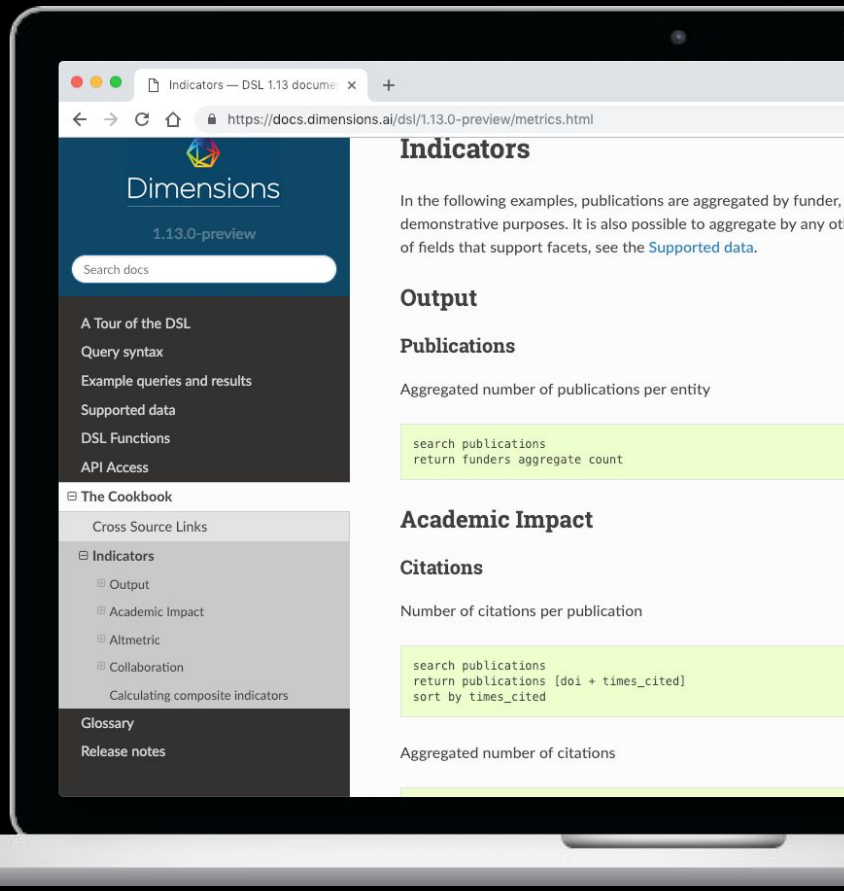 Indicators — DSL 1.13 docume
https://docs.dimensions.ai/dsl/1.13.0-preview/metrics.html
Dimensions
1.13.0-preview
Search docs
A Tour of the DSL
Query syntax
Example queries and results
Supported data
DSL Functions
API Access
The Cookbook
Cross Source Links
Indicators
Output
Academic Impact
Altmetric
Collaboration
Calculating composite indicators
Glossary
Release notes
Indicators
In the following examples, publications are aggregated by funder,
demonstrative purposes. It is also possible to aggregate by any ot
of fields that support facets, see the Supported data.
Output
Publications
Aggregated number of publications per entity
search publications
return funders aggregate count
Academic Impact
Citations
Number of citations per publication
search publications
return publications [doi + times_cited]
sort by times_cited
Aggregated number of citations